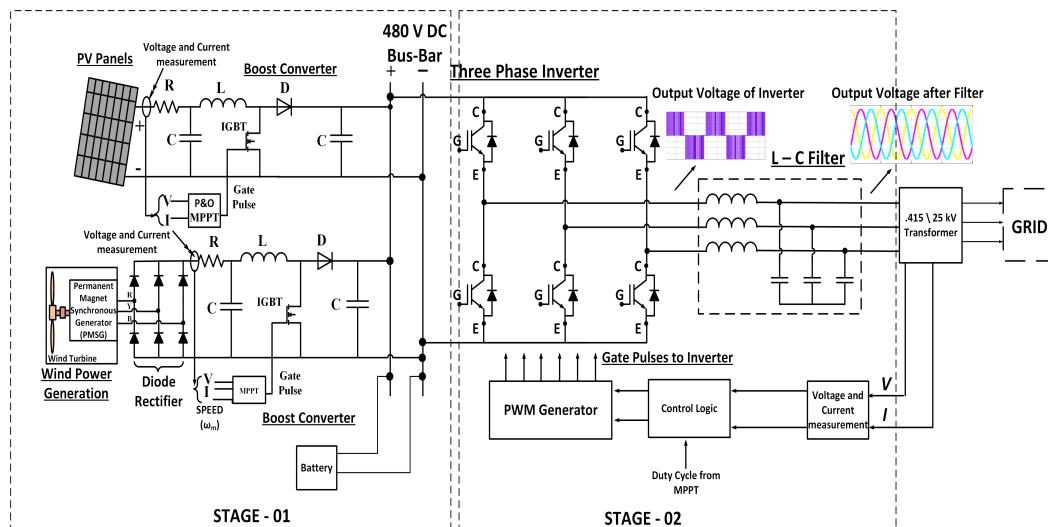 480 V DC
Bus-Bar
+
−
Voltage and Current
measurement
PV Panels
Boost Converter
R
L
D
C
IGBT
C
+
-
V
I
P&O
MPPT
Gate
Pulse
Voltage and Current
measurement
R
L
D
C
IGBT
C
Permanent
Magnet
Synchronous
Generator
(PMSG)
R
Y
B
Wind Turbine
Wind Power
Generation
Diode
Rectifier
V
I
SPEED
(ωm)
MPPT
Gate
Pulse
Boost Converter
Battery
STAGE - 01
Three Phase Inverter
Output Voltage of Inverter
Output Voltage after Filter
L – C Filter
C
C
C
G
G
G
E
E
E
C
C
C
G
G
G
E
E
E
.415 \ 25 kV
Transformer
GRID
Gate Pulses to Inverter
PWM Generator
Control Logic
Voltage and
Current
measurement
V
I
Duty Cycle from
MPPT
STAGE - 02